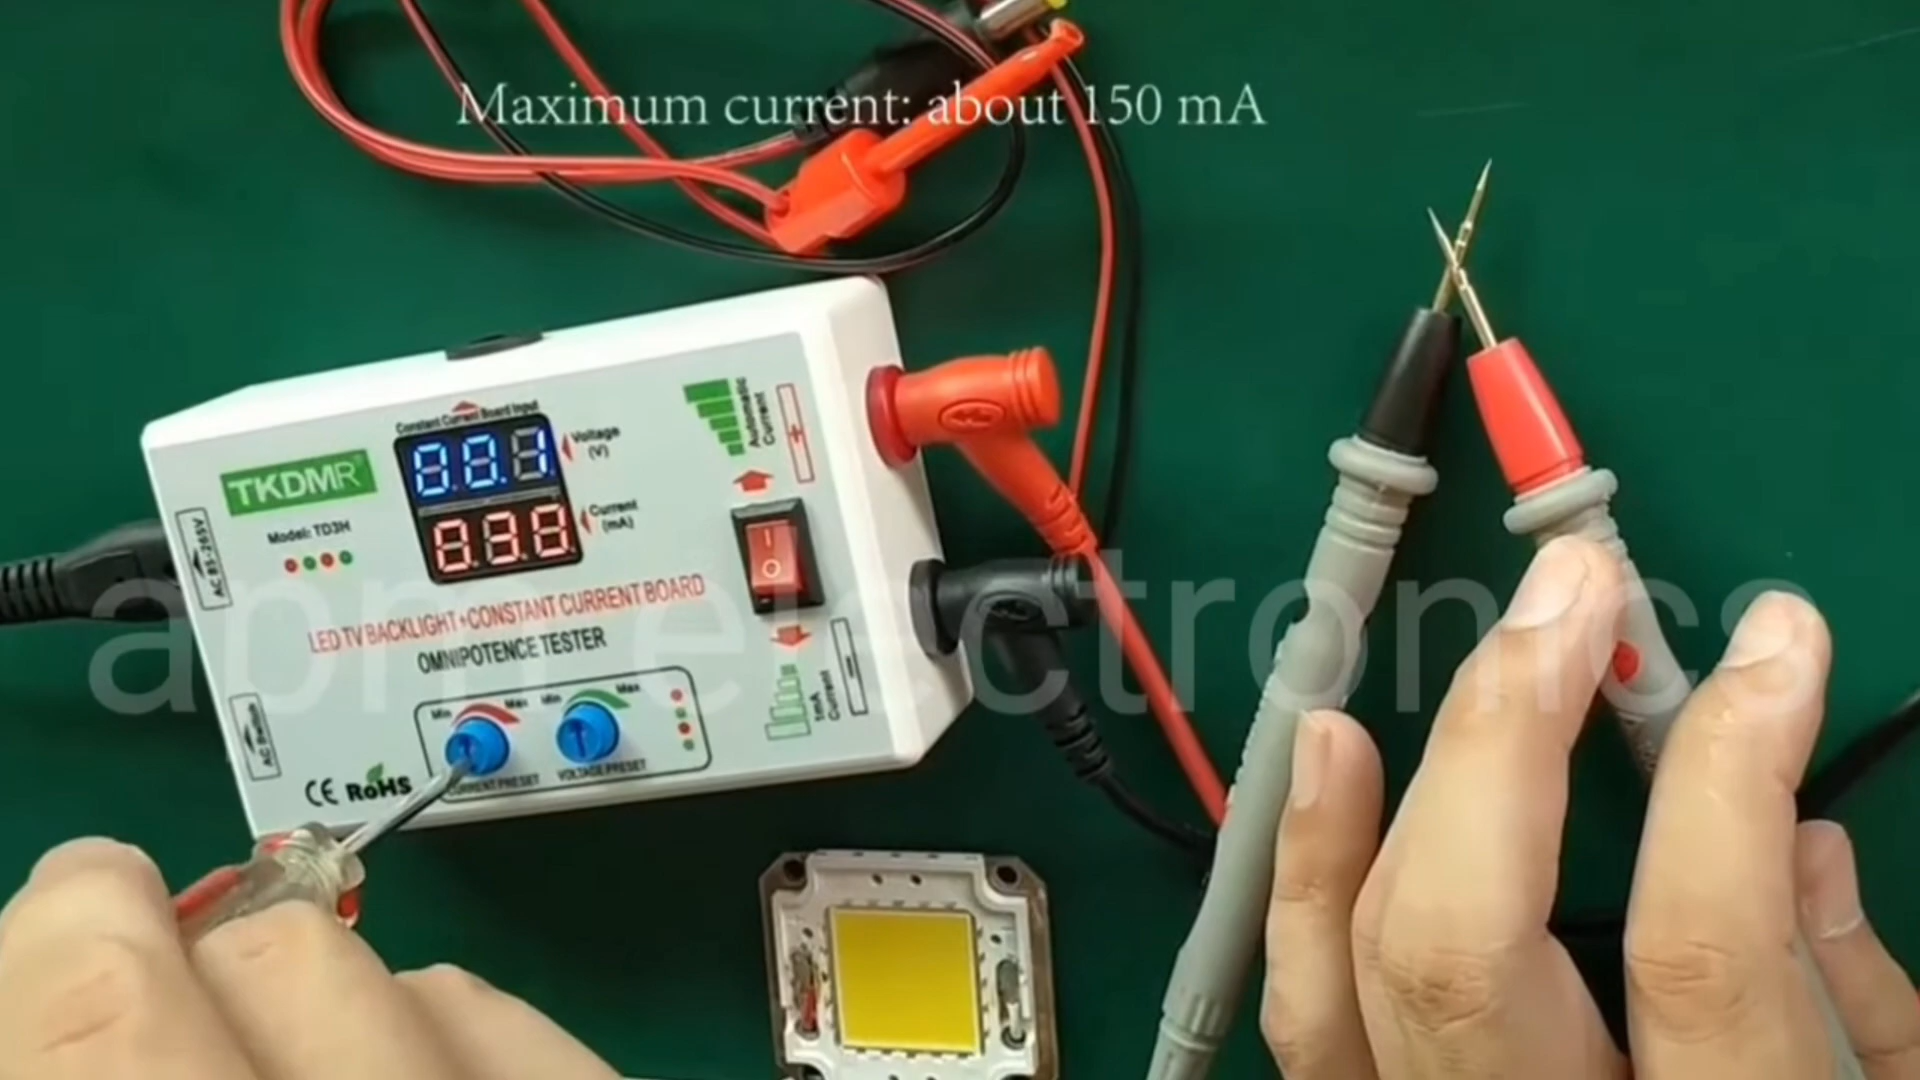 Maximum current: about 150 mA
Constant Current Board Input
TKDMR
Model: TD3H
Voltage
(V)
Current
(mA)
Automatic
Current
AC 85-265V
LED TV BACKLIGHT+CONSTANT CURRENT BOARD
OMNIPOTENCE TESTER
I
O
1mA
Current
Min
Max
Min
Max
CURRENT PRESET
VOLTAGE PRESET
AC Switch
CE RoHS
apm electronics